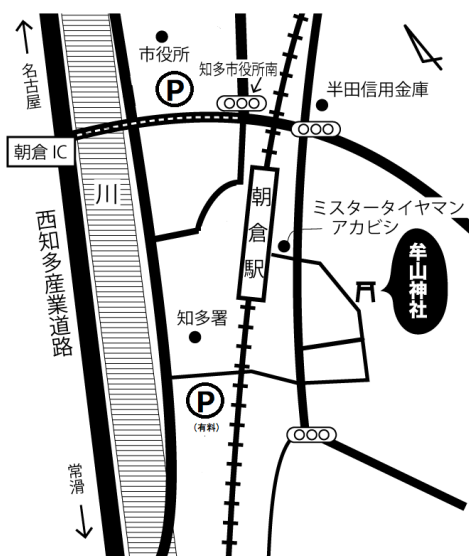 市役所
知多市役所南
P
半田信用金庫
名古屋
朝倉 IC
川
朝倉駅
ミスタータイヤマン
アカビシ
牟山神社
西知多産業道路
知多署
P
(有料)
常滑